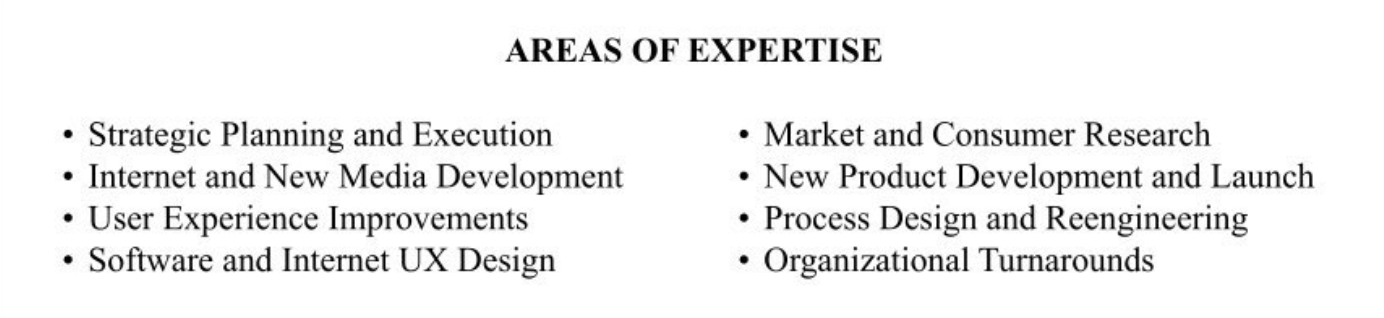 AREAS OF EXPERTISE
• Strategic Planning and Execution
• Internet and New Media Development
• User Experience Improvements
• Software and Internet UX Design
• Market and Consumer Research
• New Product Development and Launch
• Process Design and Reengineering
• Organizational Turnarounds